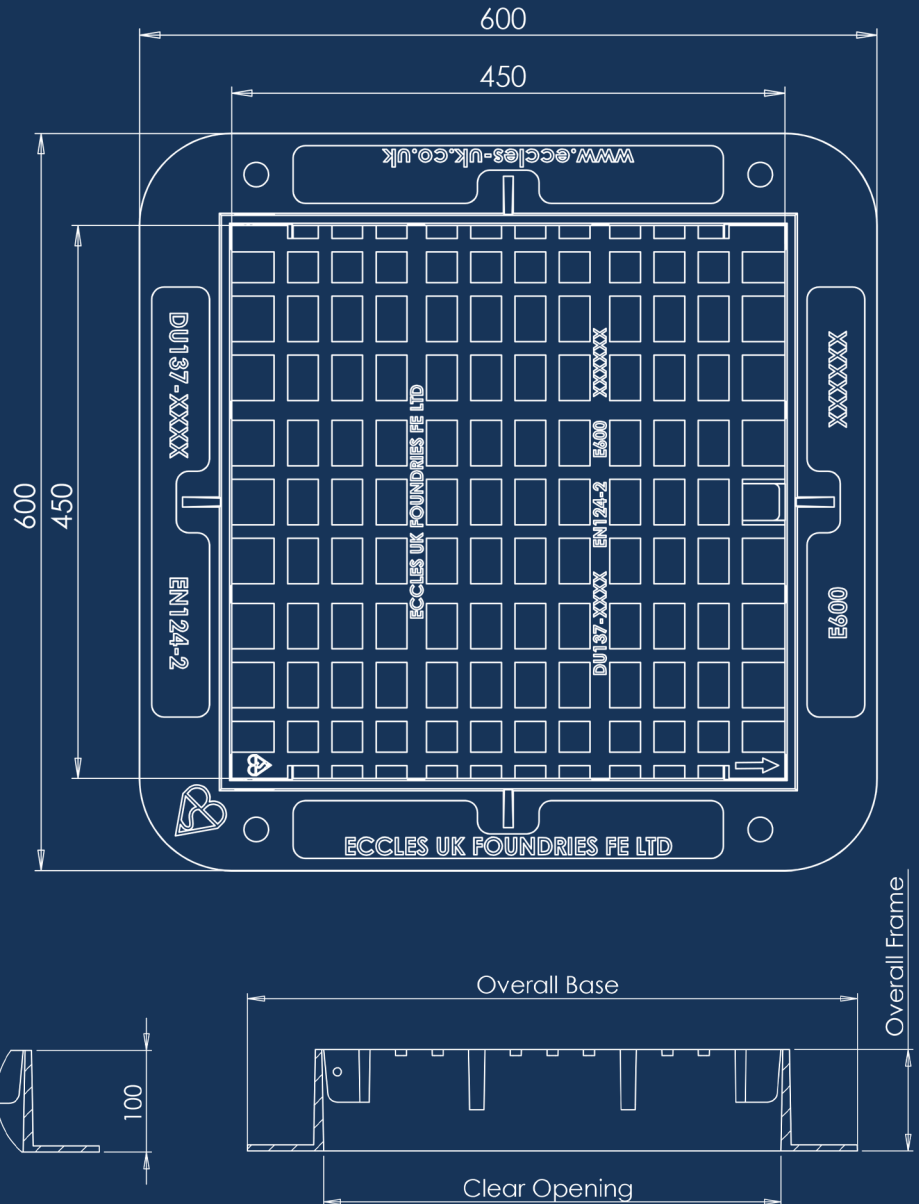 600
450
www.eccles-uk.co.uk
DU137-XXXX
EN124-2
600
450
ECCLES UK FOUNDRIES FE LTD
DU137-XXXX EN124-2 E600 XXXXXX
XXXXXXX
E600
ECCLES UK FOUNDRIES FE LTD
Overall Base
Overall Frame
100
Clear Opening